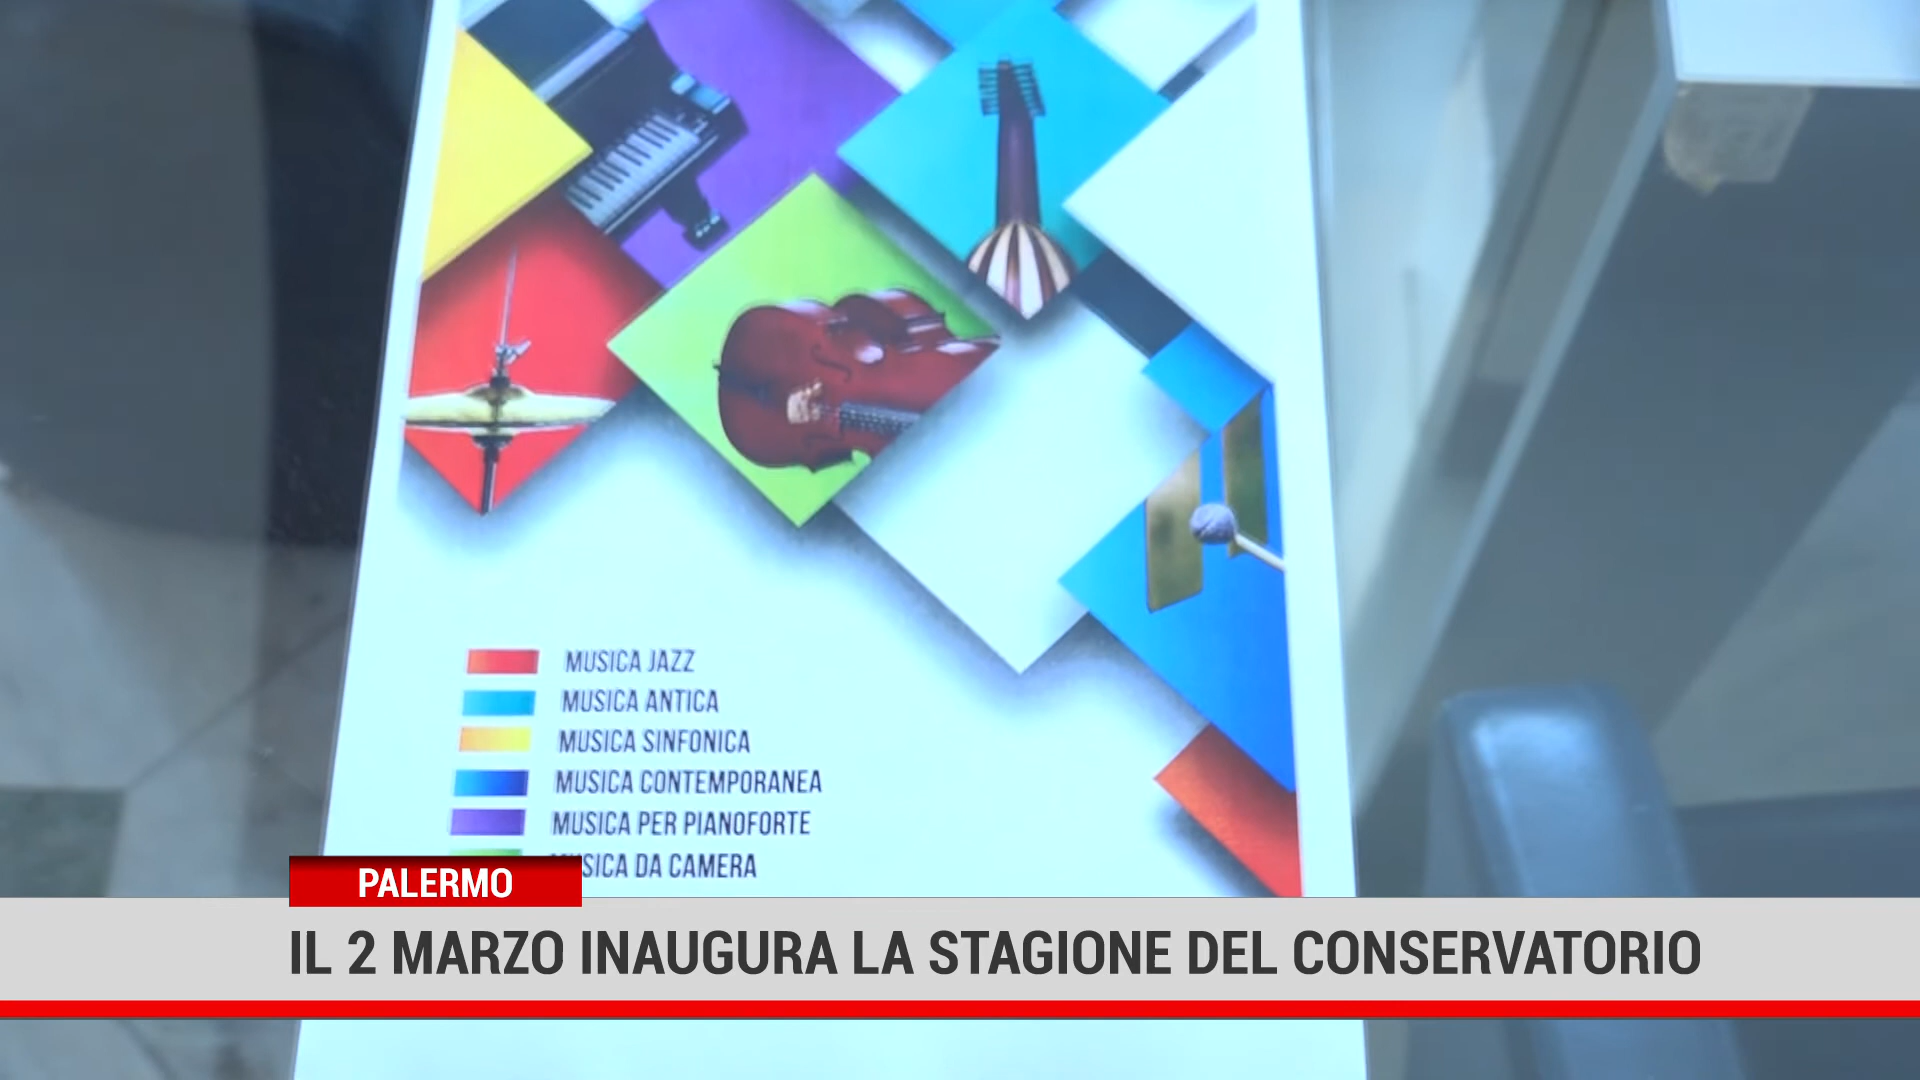 MUSICA JAZZ
MUSICA ANTICA
MUSICA SINFONICA
MUSICA CONTEMPORANEA
MUSICA PER PIANOFORTE
MUSICA DA CAMERA
PALERMO
IL 2 MARZO INAUGURA LA STAGIONE DEL CONSERVATORIO